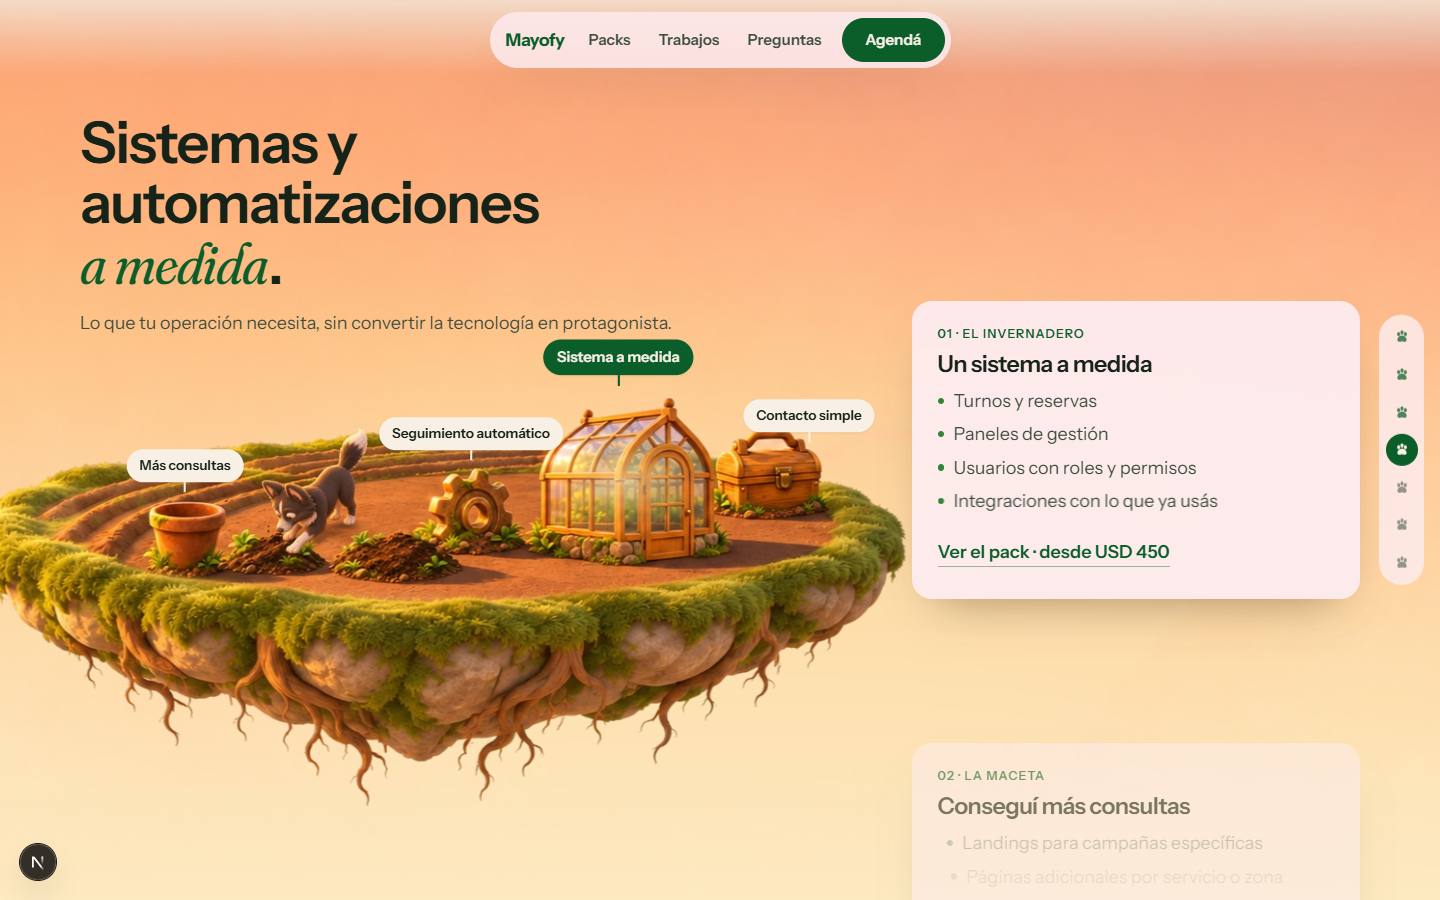 Mayofy
Packs
Trabajos
Preguntas
Agendá
Sistemas y
automatizaciones
a medida.
Lo que tu operación necesita, sin convertir la tecnología en protagonista.
Sistema a medida
Contacto simple
Seguimiento automático
Más consultas
01 · EL INVERNADERO
Un sistema a medida
Turnos y reservas
Paneles de gestión
Usuarios con roles y permisos
Integraciones con lo que ya usás
Ver el pack · desde USD 450
02 · LA MACETA
Conseguí más consultas
Landings para campañas específicas
Páginas adicionales por servicio o zona
N